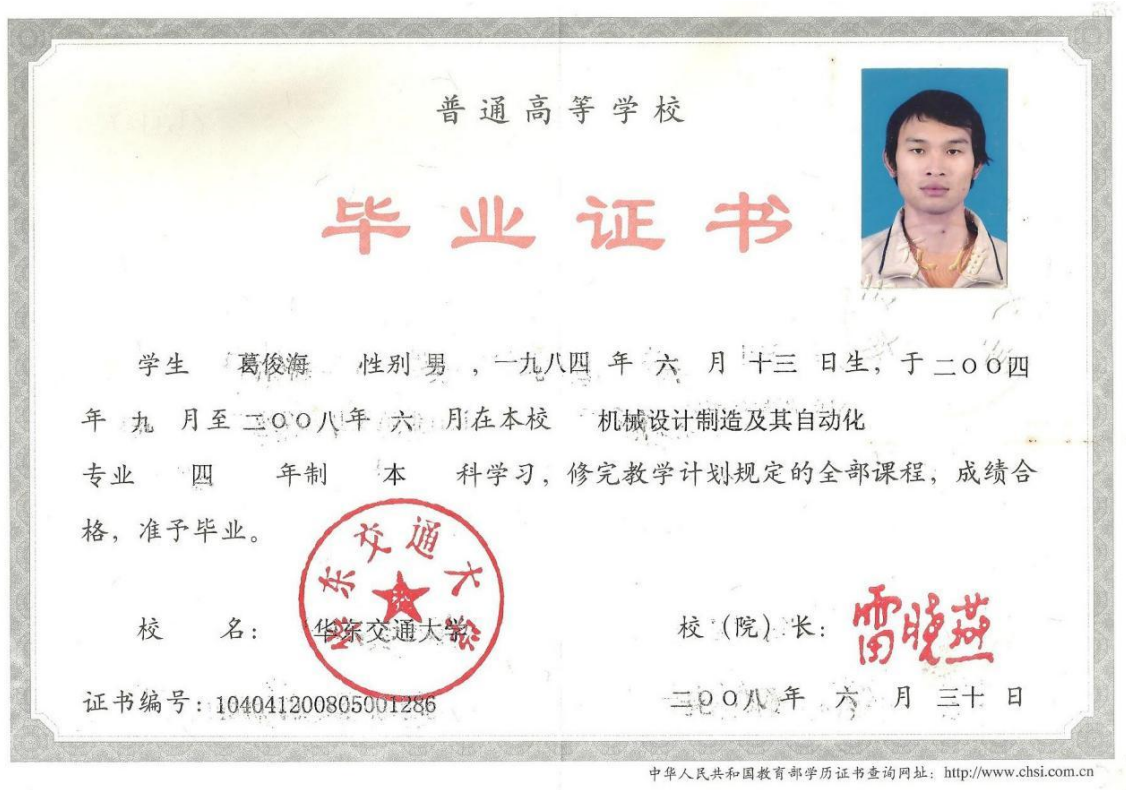 普通高等学校
毕业证书
学生 葛俊海 性别 男 ，一九八四 年 六 月 十三 日生，于二〇〇四
年 九 月至二〇〇八年 六 月在本校 机械设计制造及其自动化
专业 四 年制 本 科学习，修完教学计划规定的全部课程，成绩合
格，准予毕业。
华东交通大学
校 名： 华东交通大学
校（院）长： 雷晓燕
证书编号：104041200805001286
二〇〇八 年 六 月 三十 日
中华人民共和国教育部学历证书查询网址：http://www.chsi.com.cn